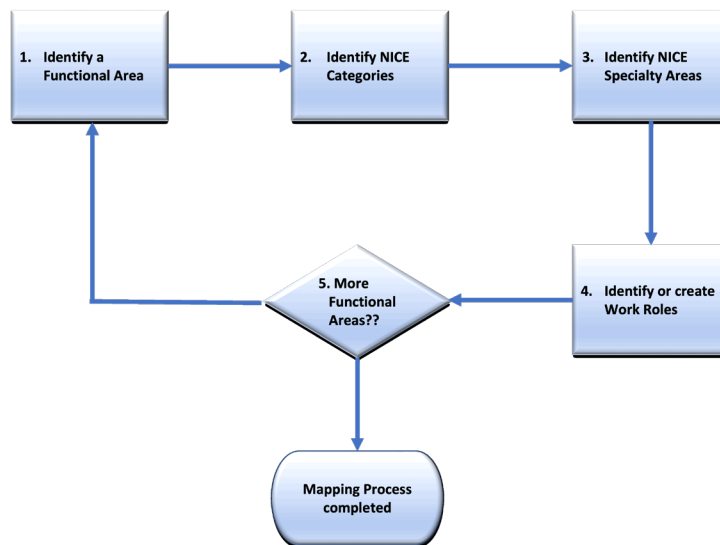 1. Identify a
Functional Area
2. Identify NICE
Categories
3. Identify NICE
Specialty Areas
4. Identify or create
Work Roles
5. More
Functional
Areas??
Mapping Process
completed